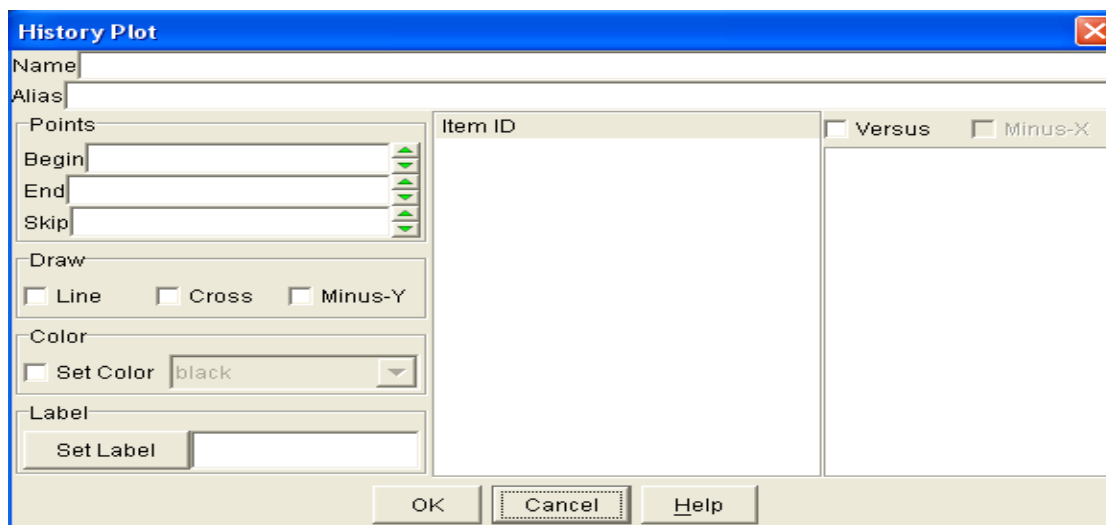 History Plot
Name
Alias
Points
Begin
End
Skip
Draw
Line Cross Minus-Y
Color
Set Color black
Label
Set Label
Item ID
Versus Minus-X
OK Cancel Help